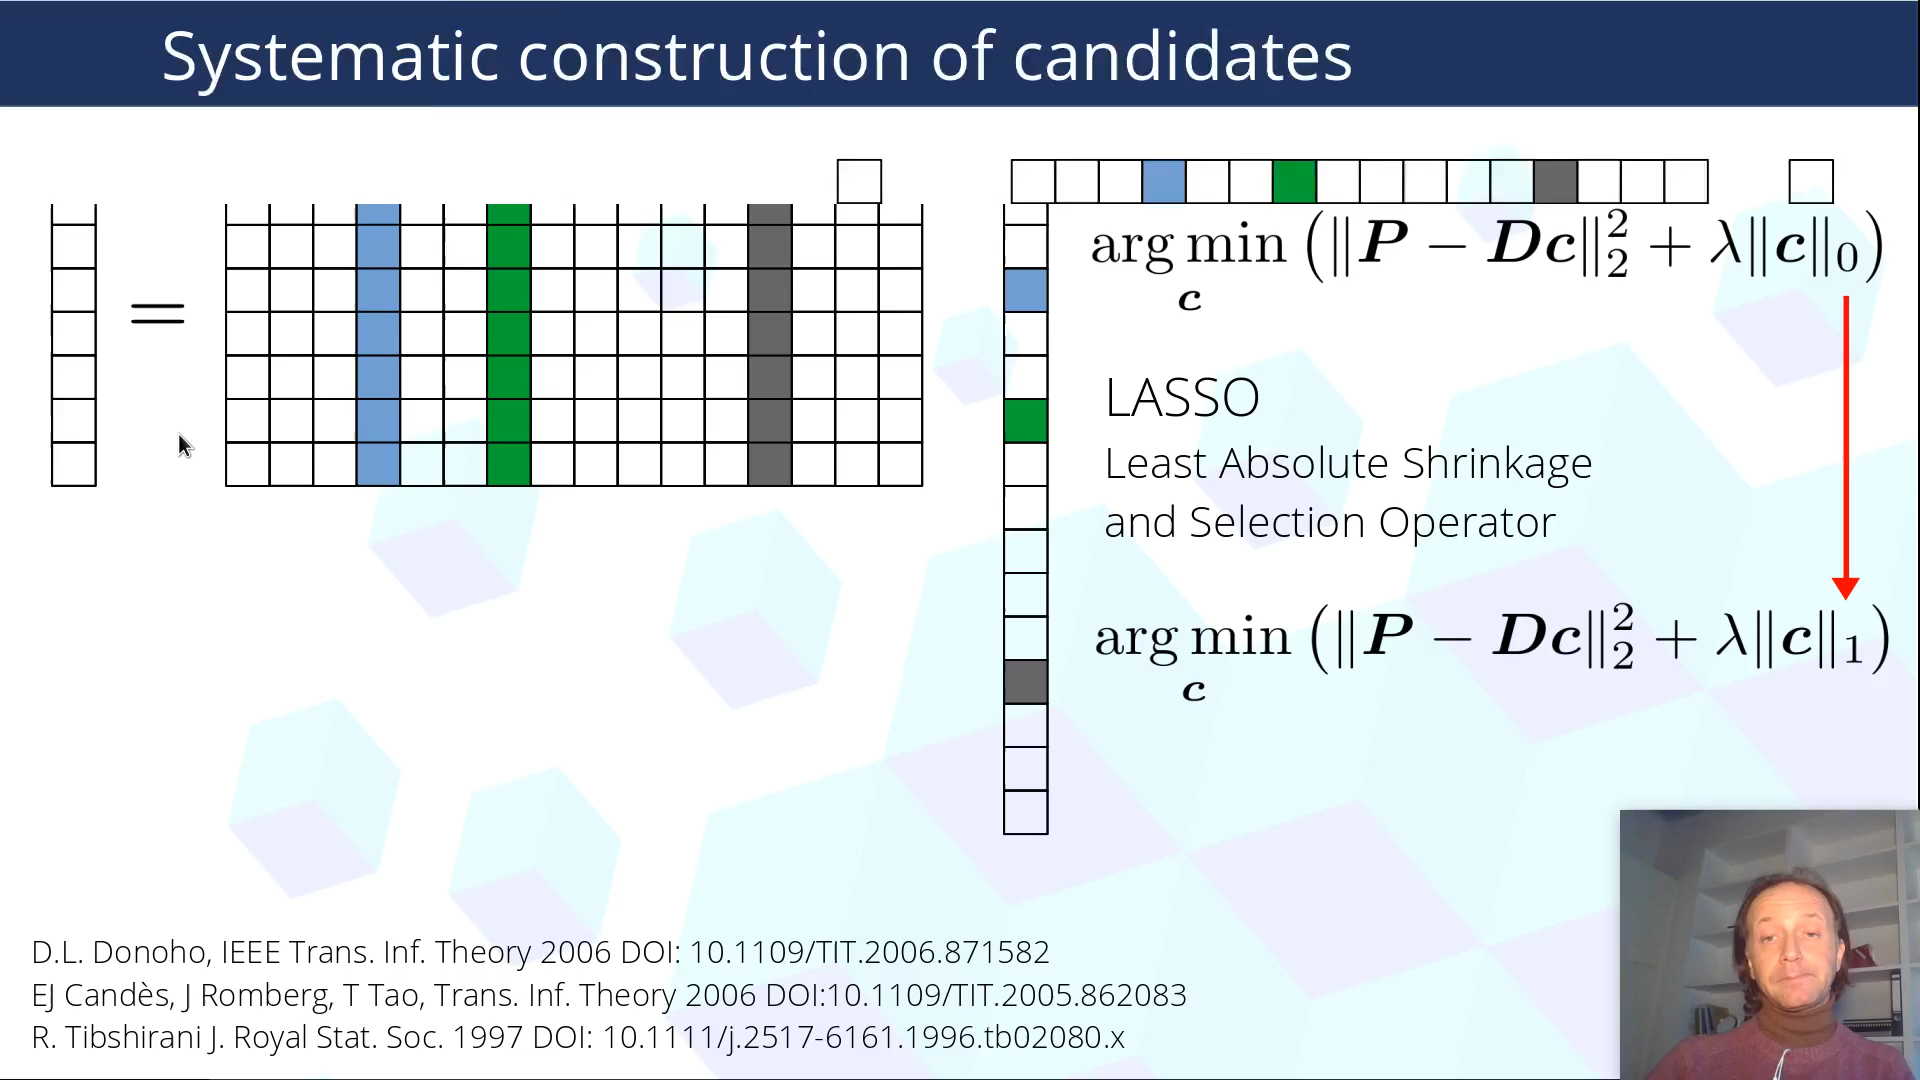 Systematic construction of candidates
=
arg min (‖P − Dc‖²₂ + λ‖c‖₀)
c
LASSO
Least Absolute Shrinkage
and Selection Operator
arg min (‖P − Dc‖²₂ + λ‖c‖₁)
c
D.L. Donoho, IEEE Trans. Inf. Theory 2006 DOI: 10.1109/TIT.2006.871582
EJ Candès, J Romberg, T Tao, Trans. Inf. Theory 2006 DOI:10.1109/TIT.2005.862083
R. Tibshirani J. Royal Stat. Soc. 1997 DOI: 10.1111/j.2517-6161.1996.tb02080.x